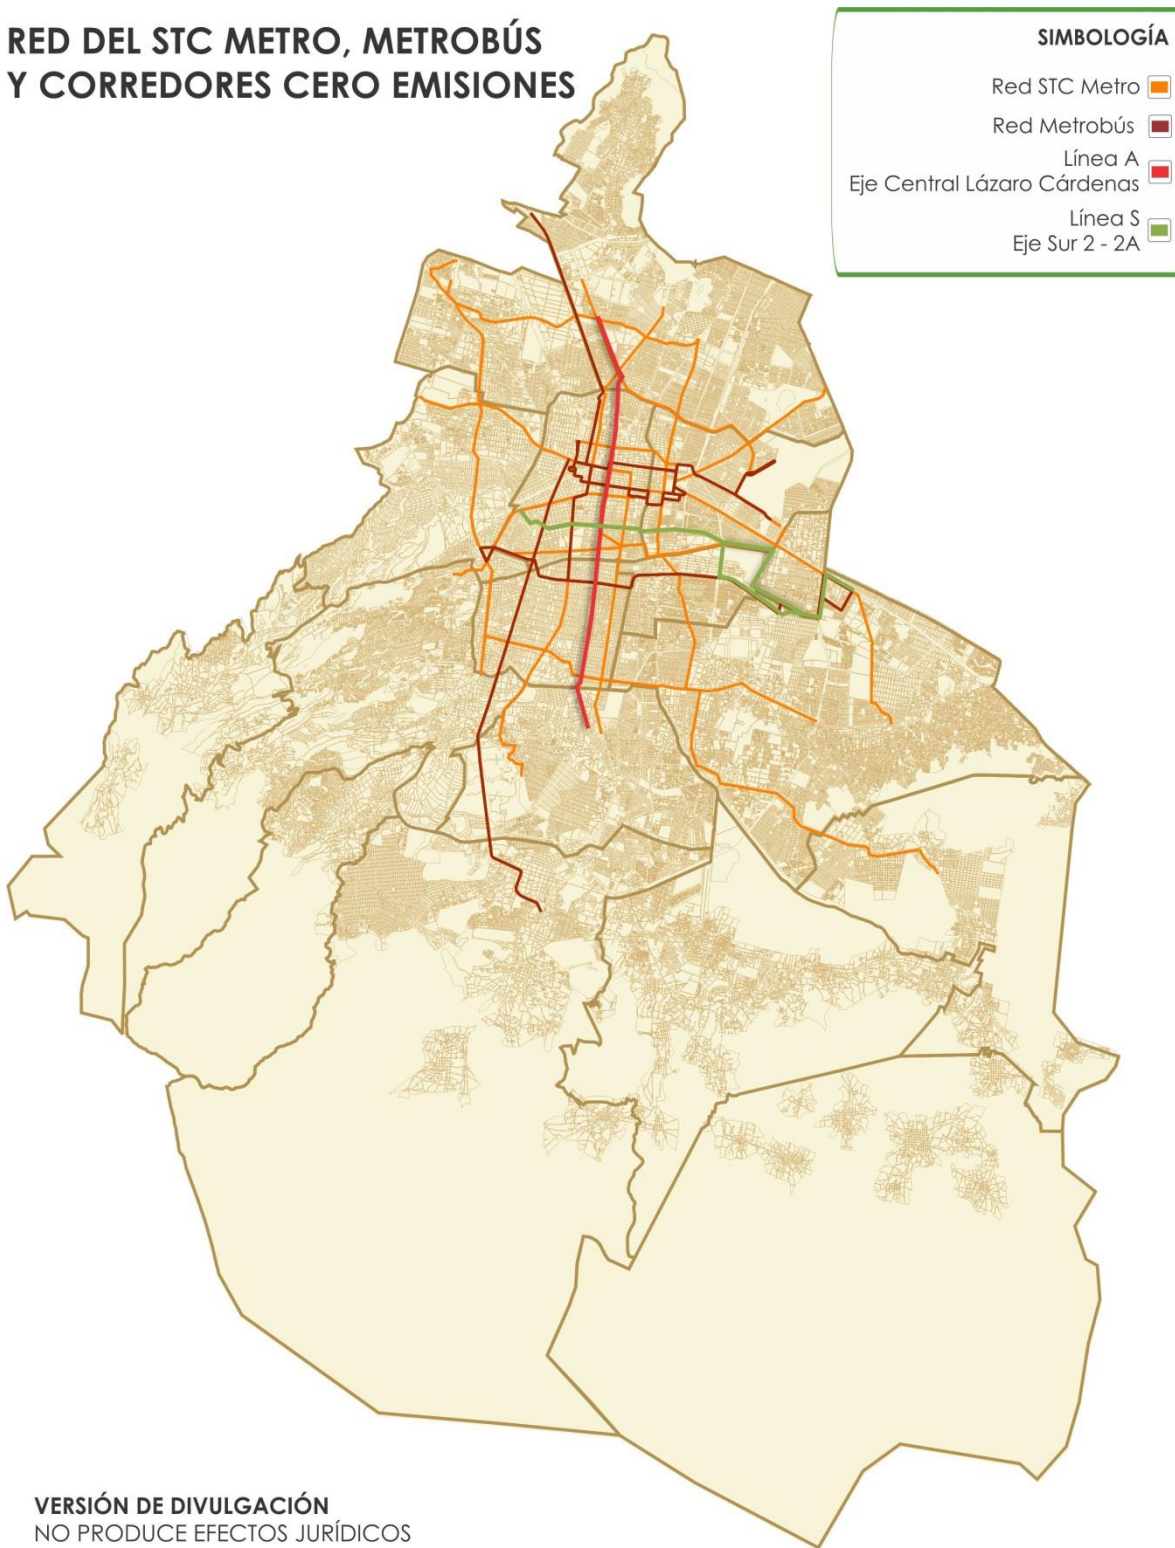 RED DEL STC METRO, METROBÚS
Y CORREDORES CERO EMISIONES
SIMBOLOGÍA
Red STC Metro
Red Metrobús
Línea A
Eje Central Lázaro Cárdenas
Línea S
Eje Sur 2 - 2A
VERSIÓN DE DIVULGACIÓN
NO PRODUCE EFECTOS JURÍDICOS